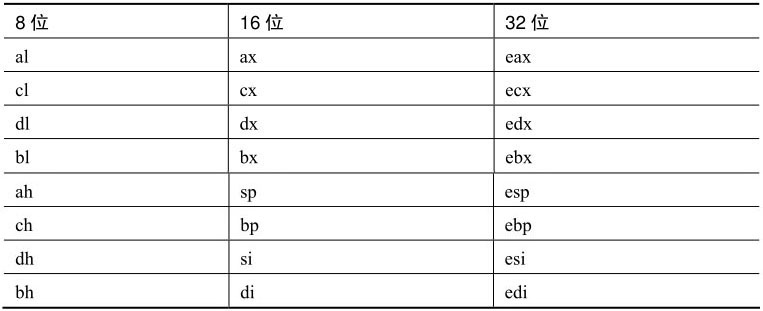 8 位 16 位 32 位
al ax eax
cl cx ecx
dl dx edx
bl bx ebx
ah sp esp
ch bp ebp
dh si esi
bh di edi